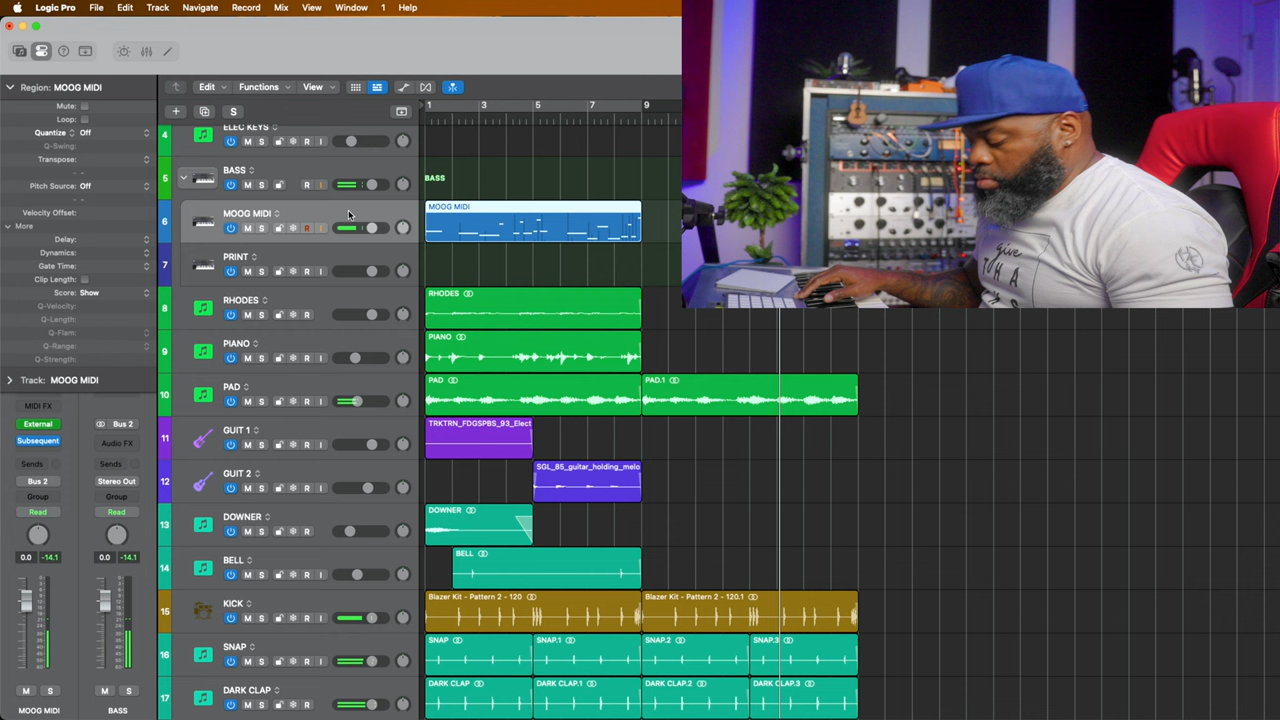 Logic Pro File Edit Track Navigate Record Mix View Window 1 Help
Region: MOOG MIDI
Mute:
Loop:
Quantize Off
Q-Swing:
Transpose:
Pitch Source: Off
Velocity Offset:
More
Delay:
Dynamics:
Gate Time:
Clip Length:
Score: Show
Q-Velocity:
Q-Length:
Q-Flam:
Q-Range:
Q-Strength:
Track: MOOG MIDI
MIDI FX
External Bus 2
Subsequent Audio FX
Sends Sends
Bus 2 Stereo Out
Group Group
Read Read
0.0 -14.1 0.0 -14.1
M S M S
MOOG MIDI BASS
Edit Functions View
S
1 3 5 7 9
4 ELEC KEYS
M S R I
5 BASS
M S R I
BASS
6 MOOG MIDI
M S R I
MOOG MIDI
7 PRINT
M S R I
8 RHODES
M S R
RHODES
9 PIANO
M S R I
PIANO
10 PAD
M S R I
PAD PAD.1
11 GUIT 1
M S R I
TRKTRN_FDGSPBS_93_Elect
12 GUIT 2
M S R I
SGL_85_guitar_holding_melo
13 DOWNER
M S R
DOWNER
14 BELL
M S R I
BELL
15 KICK
M S R I
Blazer Kit - Pattern 2 - 120 Blazer Kit - Pattern 2 - 120.1
16 SNAP
M S R I
SNAP SNAP.1 SNAP.2 SNAP.3
17 DARK CLAP
M S R I
DARK CLAP DARK CLAP.1 DARK CLAP.2 DARK CLAP.3
give